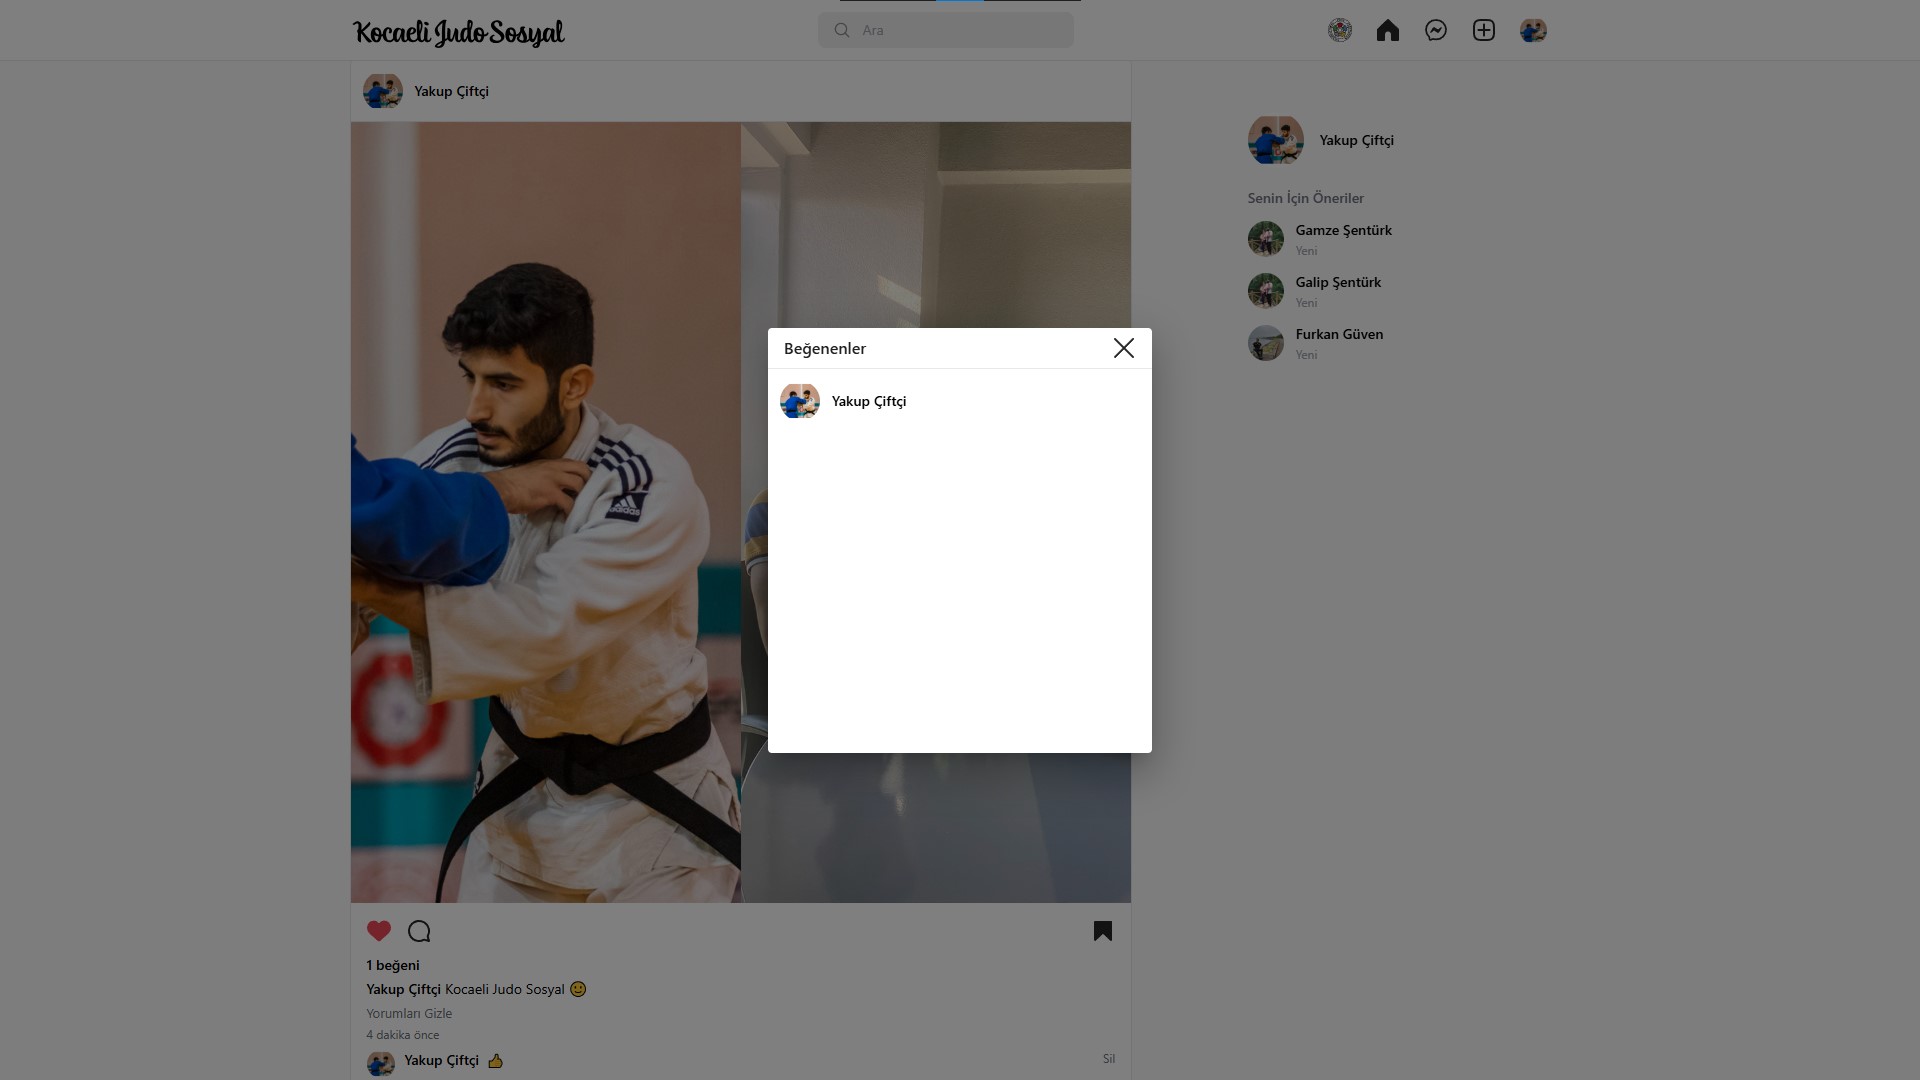 Kocaeli Judo Sosyal
Ara
Yakup Çiftçi
adidas
Beğenenler
Yakup Çiftçi
1 beğeni
Yakup Çiftçi Kocaeli Judo Sosyal 🙂
Yorumları Gizle
4 dakika önce
Yakup Çiftçi 👍
Sil
Yakup Çiftçi
Senin İçin Öneriler
Gamze Şentürk
Yeni
Galip Şentürk
Yeni
Furkan Güven
Yeni